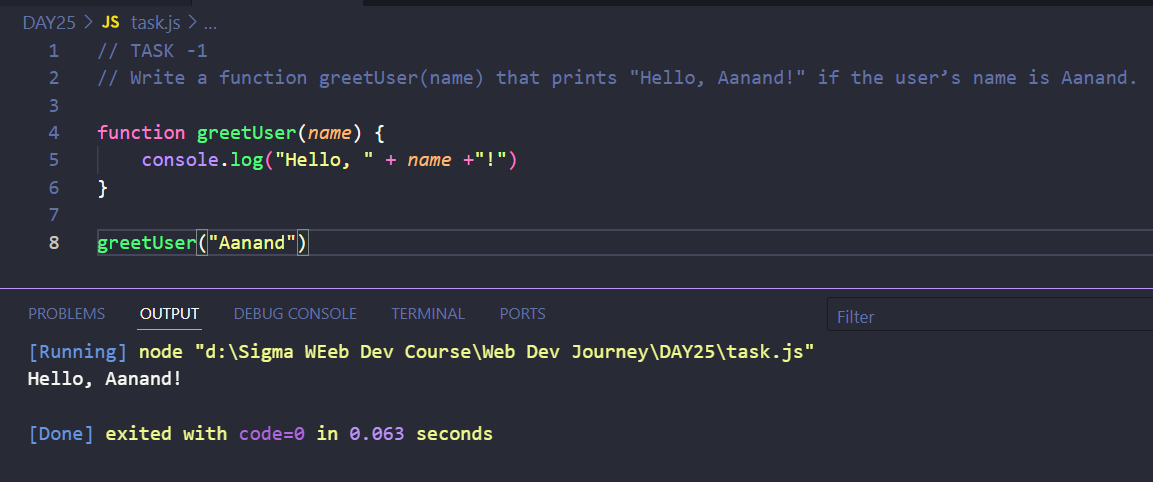 DAY25 > JS task.js > ...
1 // TASK -1
2 // Write a function greetUser(name) that prints "Hello, Aanand!" if the user’s name is Aanand.
3
4 function greetUser(name) {
5     console.log("Hello, " + name +"!")
6 }
7
8 greetUser("Aanand")
PROBLEMS OUTPUT DEBUG CONSOLE TERMINAL PORTS Filter
[Running] node "d:\Sigma WEeb Dev Course\Web Dev Journey\DAY25\task.js"
Hello, Aanand!
[Done] exited with code=0 in 0.063 seconds